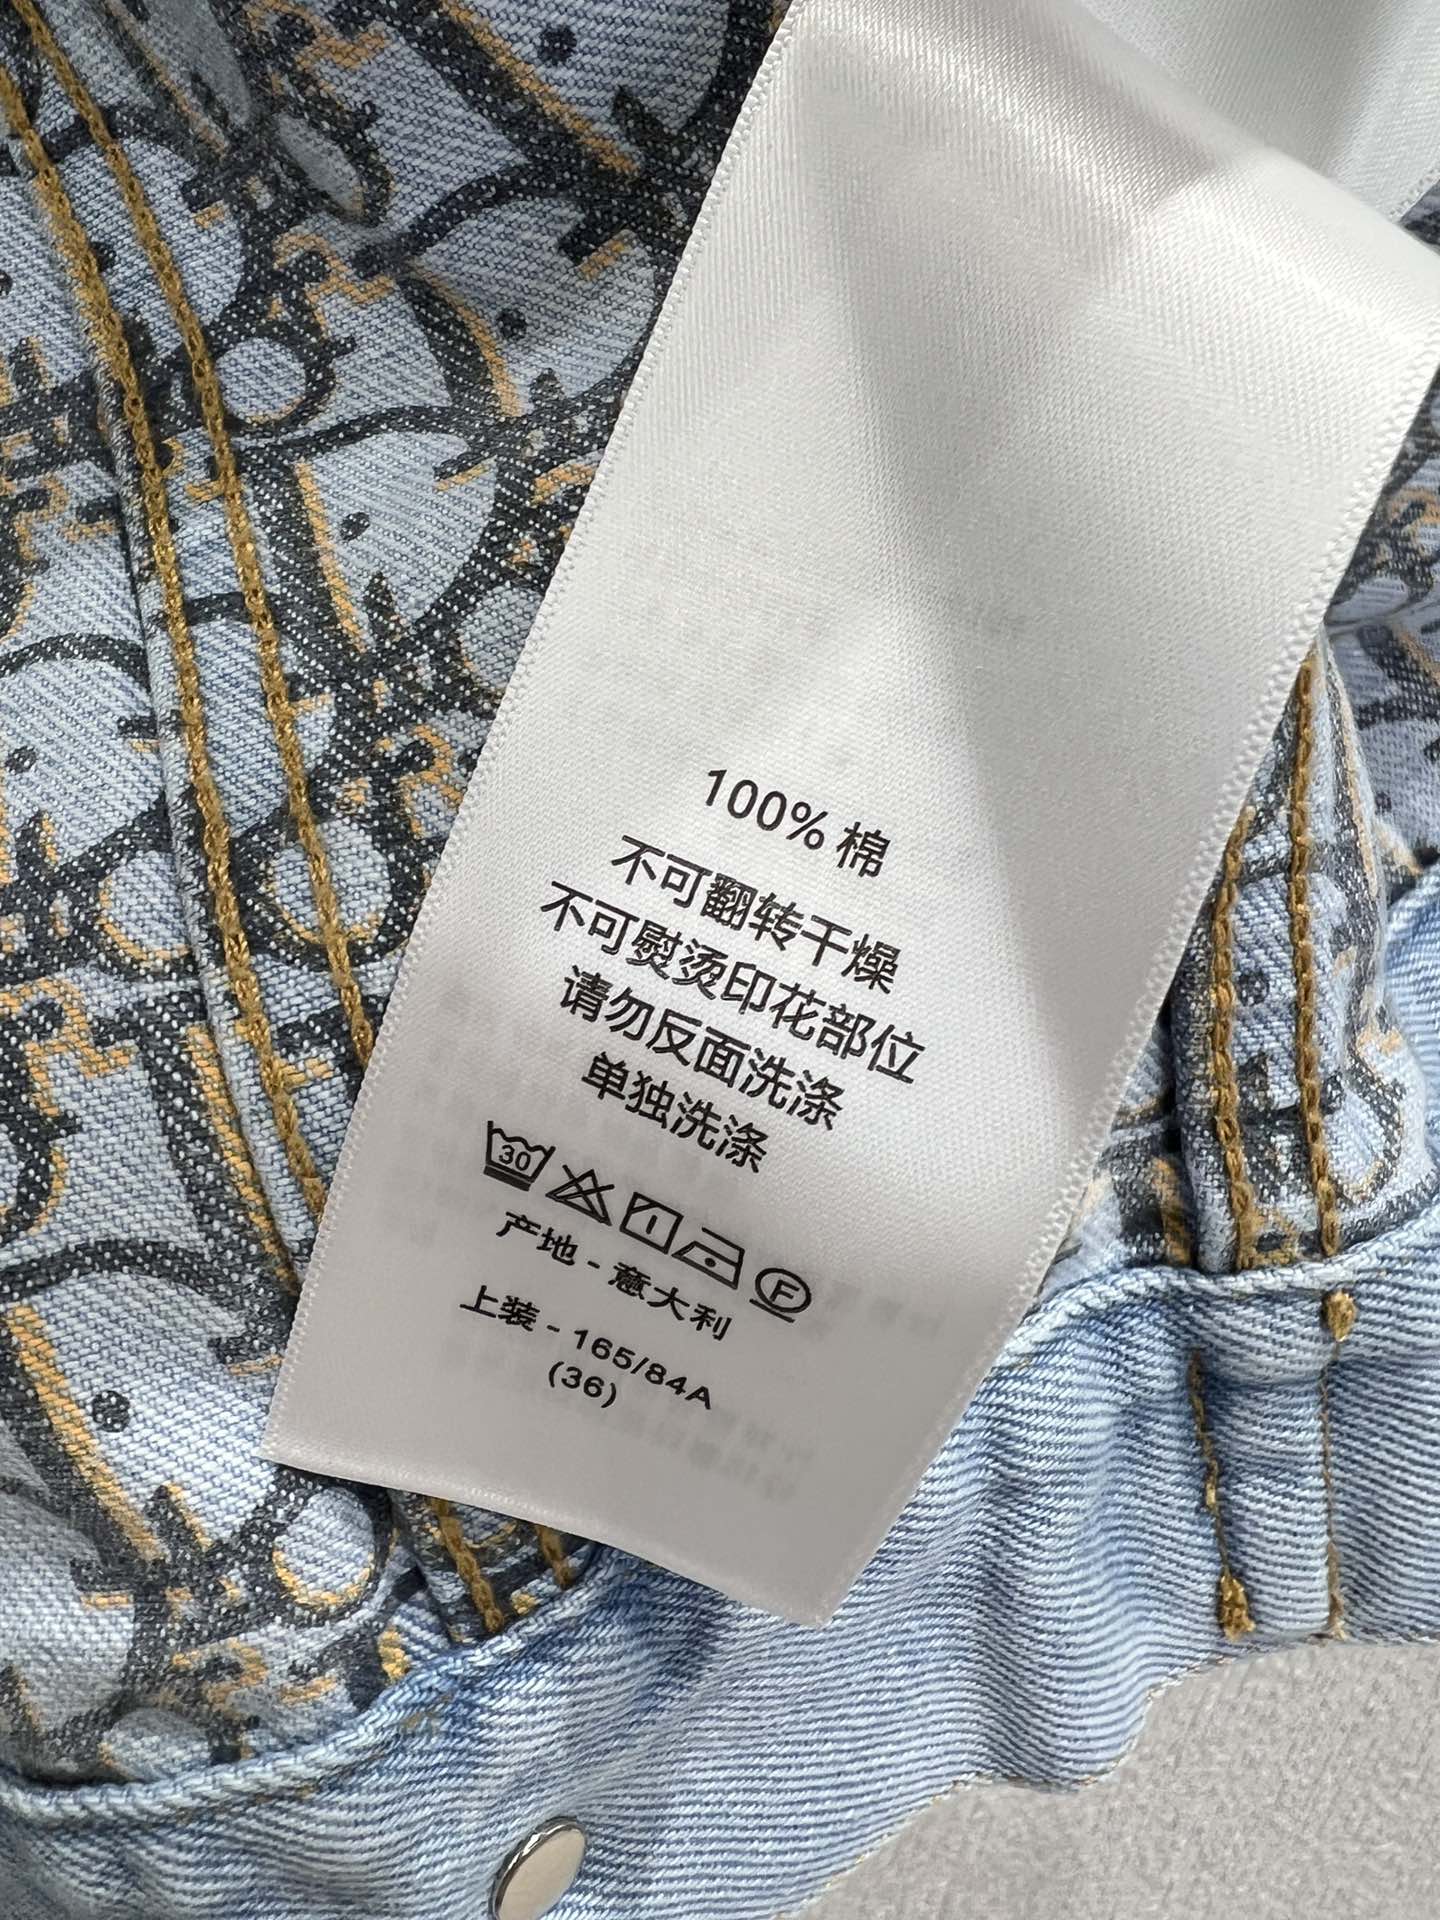 100% 棉
不可翻转干燥
不可熨烫印花部位
请勿反面洗涤
单独洗涤
30
F
产地 - 意大利
上装 - 165/84A
(36)